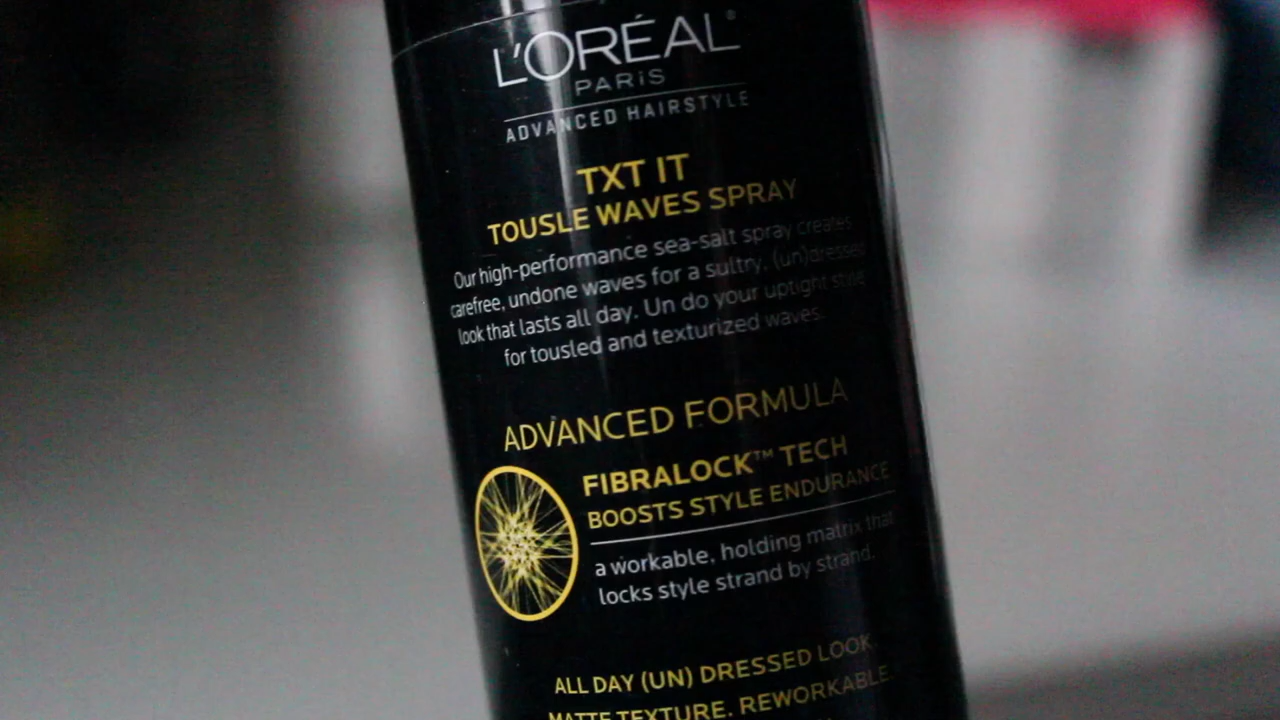 L'ORÉAL®
PARIS
ADVANCED HAIRSTYLE
TXT IT
TOUSLE WAVES SPRAY
Our high-performance sea-salt spray creates
carefree, undone waves for a sultry, (un)dressed
look that lasts all day. Un do your uptight style
for tousled and texturized waves.
ADVANCED FORMULA
FIBRALOCK™ TECH
BOOSTS STYLE ENDURANCE
a workable, holding matrix that
locks style strand by strand.
ALL DAY (UN) DRESSED LOOK.
MATTE TEXTURE. REWORKABLE